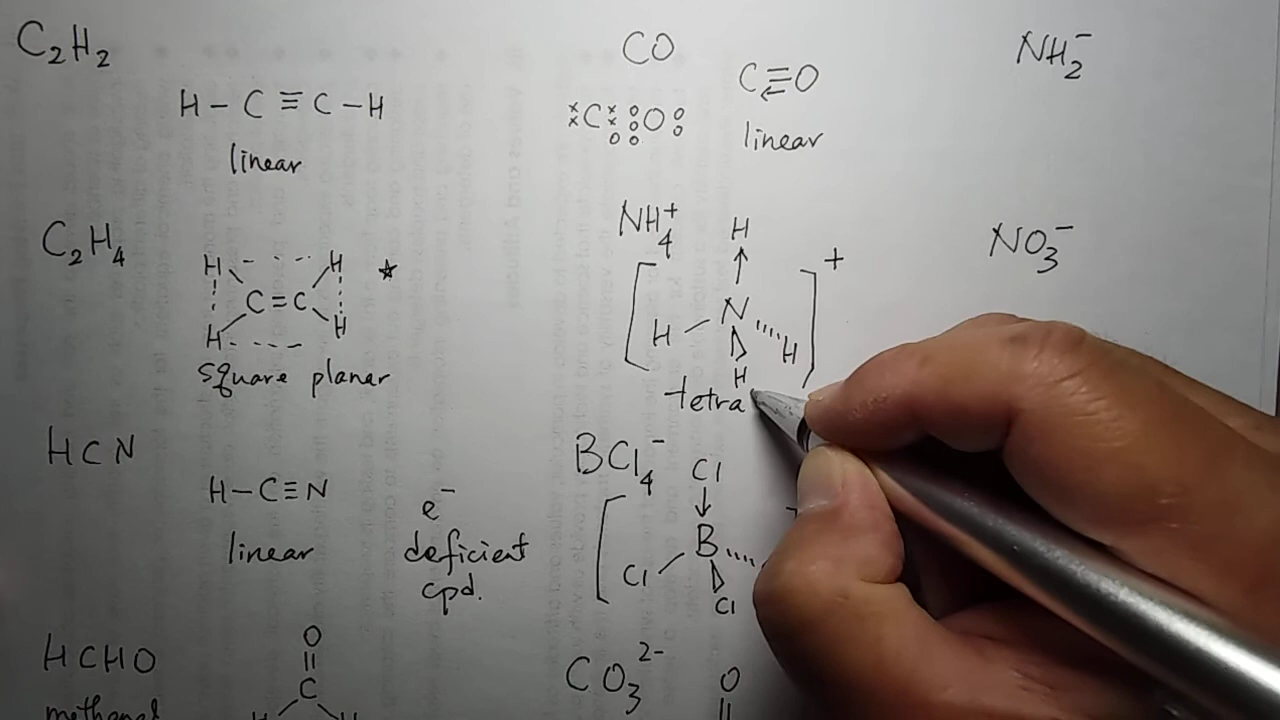 C₂H₂
H – C ≡ C – H
linear
C₂H₄
H H ★
C = C
H H
square planar
HCN
H – C ≡ N
linear
e⁻
deficient
cpd.
HCHO
methanal
O
C
H H
CO
C ≡ O
C O
linear
NH₄⁺
H
[ N ]⁺
H H
H
tetra
BCl₄⁻
Cl
[ B
Cl
Cl
CO₃²⁻
O
NH₂⁻
NO₃⁻